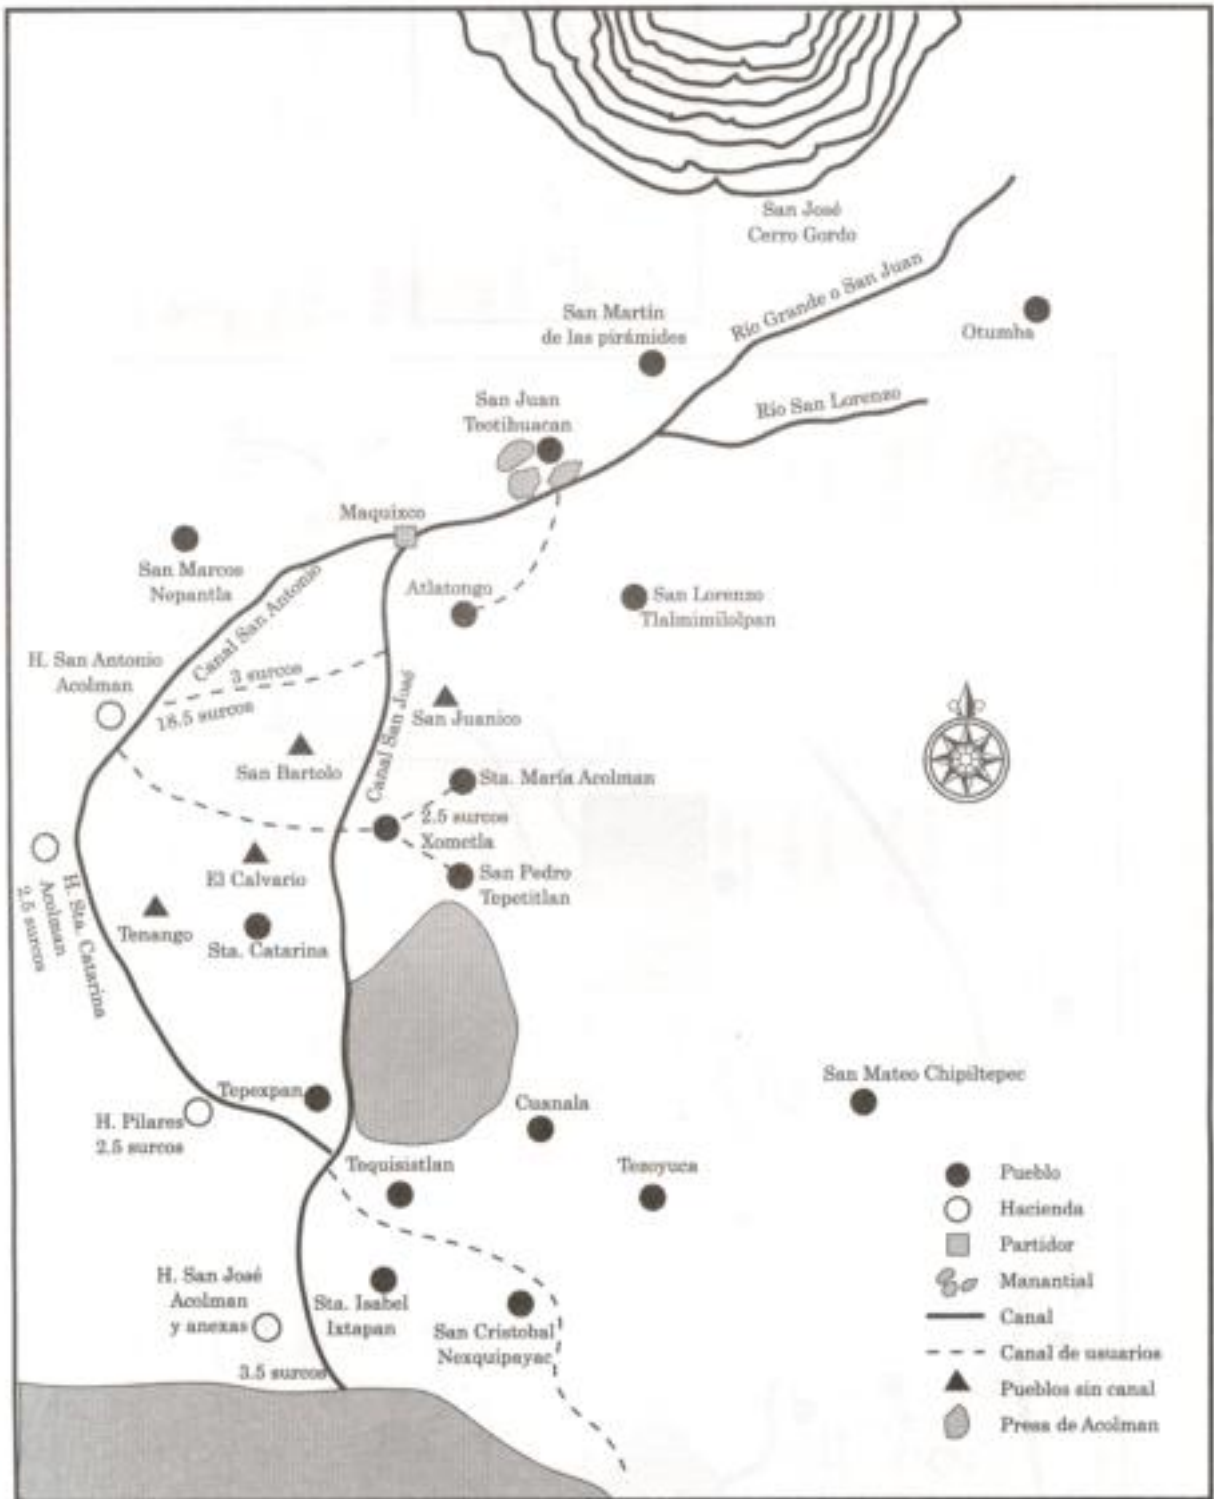 San José
Cerro Gordo
Río Grande o San Juan
San Martín
de las pirámides
Otumba
San Juan
Teotihuacan
Río San Lorenzo
Maquixco
San Marcos
Nepantla
Canal San Antonio
Atlatongo
San Lorenzo
Tlalmimilolpan
H. San Antonio
Acolman
3 surcos
18.5 surcos
Canal San José
San Juanico
San Bartolo
Sta. María Acolman
2.5 surcos
Xometla
El Calvario
San Pedro
Tepetitlan
H. Sta. Catarina
Acolman
2.5 surcos
Tenango
Sta. Catarina
Tepexpan
H. Pilares
2.5 surcos
Cuanala
San Mateo Chipiltepec
Tequisistlan
Tezoyuca
H. San José
Acolman
y anexas
Sta. Isabel
Ixtapan
San Cristobal
Nexquipayac
3.5 surcos
Pueblo
Hacienda
Partidor
Manantial
Canal
Canal de usuarios
Pueblos sin canal
Presa de Acolman